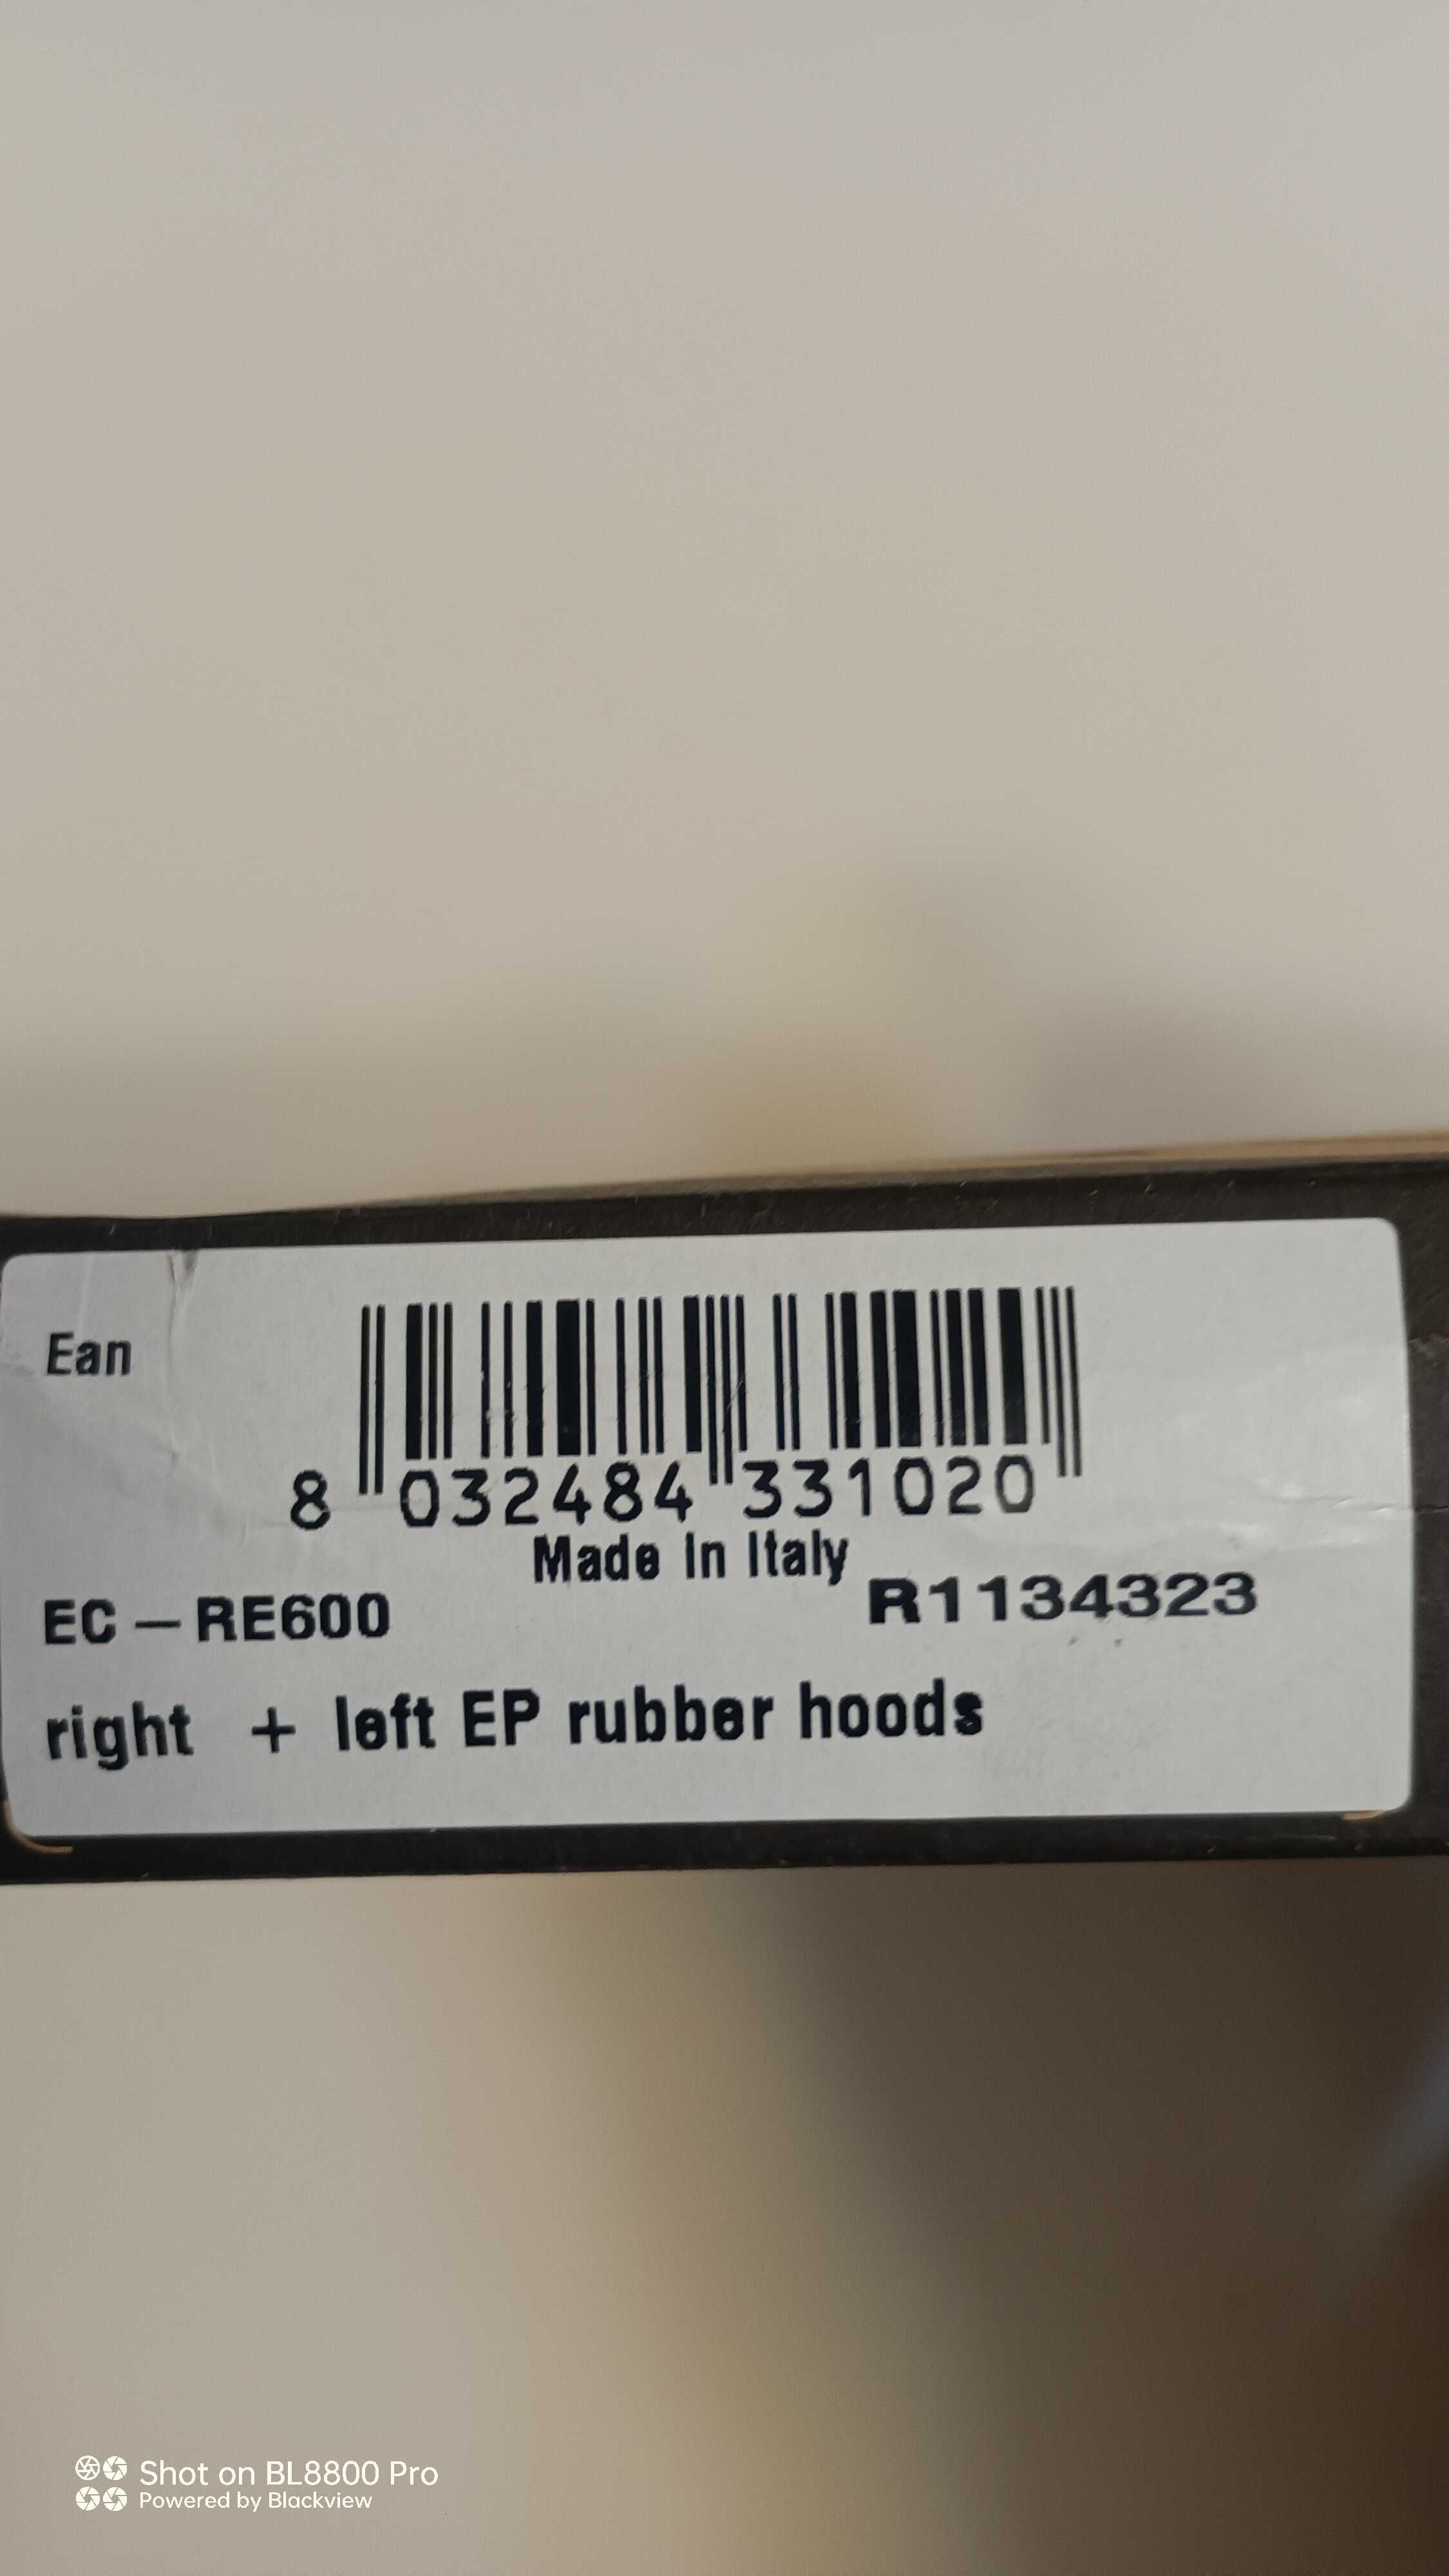 Ean
8 032484 331020
Made in Italy
EC – RE600 R1134323
right + left EP rubber hoods
Shot on BL8800 Pro
Powered by Blackview